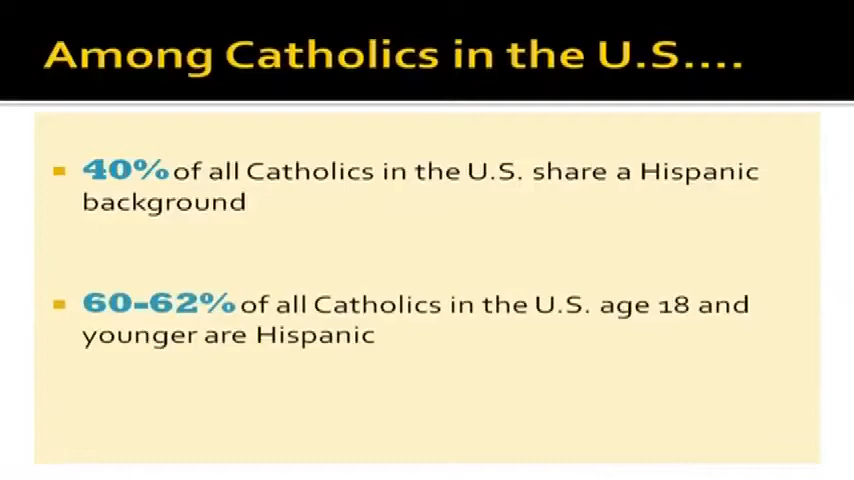 Among Catholics in the U.S....
40% of all Catholics in the U.S. share a Hispanic
background
60-62% of all Catholics in the U.S. age 18 and
younger are Hispanic